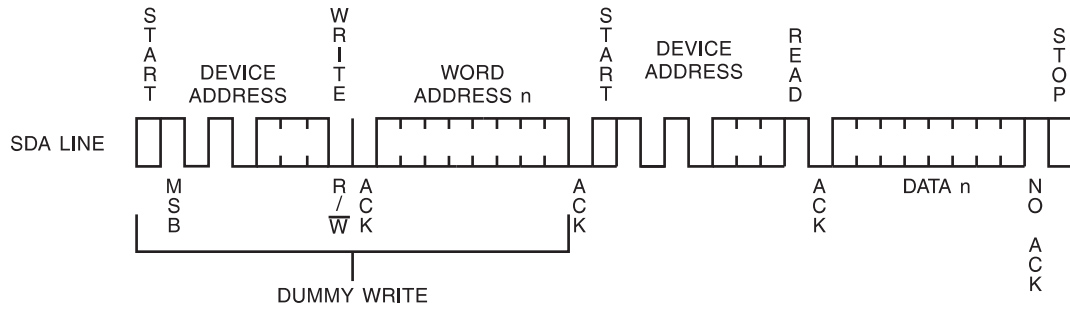 START
WRITE
START
READ
STOP
DEVICE
ADDRESS
WORD
ADDRESS n
DEVICE
ADDRESS
SDA LINE
MSB
R/W
ACK
ACK
ACK
DATA n
NO ACK
DUMMY WRITE